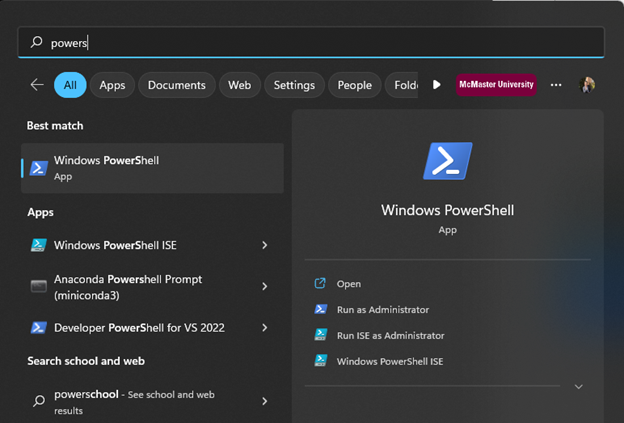 powers
All Apps Documents Web Settings People McMaster University
Best match
Windows PowerShell
App
Apps
Windows PowerShell ISE
Anaconda Powershell Prompt
(miniconda3)
Developer PowerShell for VS 2022
Search school and web
powerschool - See school and web
results
Windows PowerShell
App
Open
Run as Administrator
Run ISE as Administrator
Windows PowerShell ISE